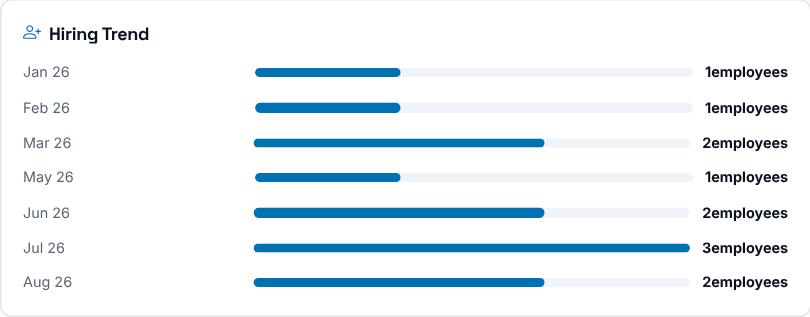 Hiring Trend
Jan 26 1employees
Feb 26 1employees
Mar 26 2employees
May 26 1employees
Jun 26 2employees
Jul 26 3employees
Aug 26 2employees